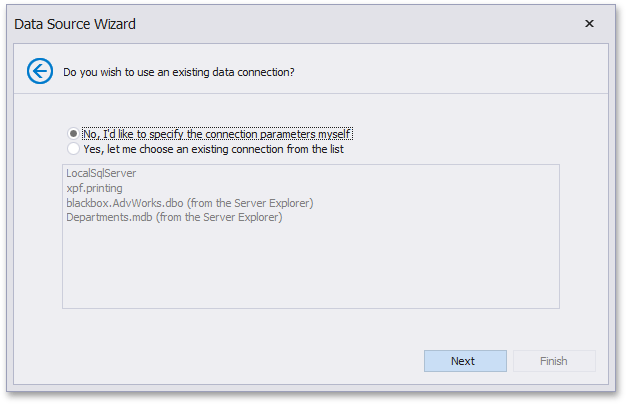 Data Source Wizard
Do you wish to use an existing data connection?
No, I'd like to specify the connection parameters myself
Yes, let me choose an existing connection from the list
LocalSqlServer
xpf.printing
blackbox.AdvWorks.dbo (from the Server Explorer)
Departments.mdb (from the Server Explorer)
Next
Finish